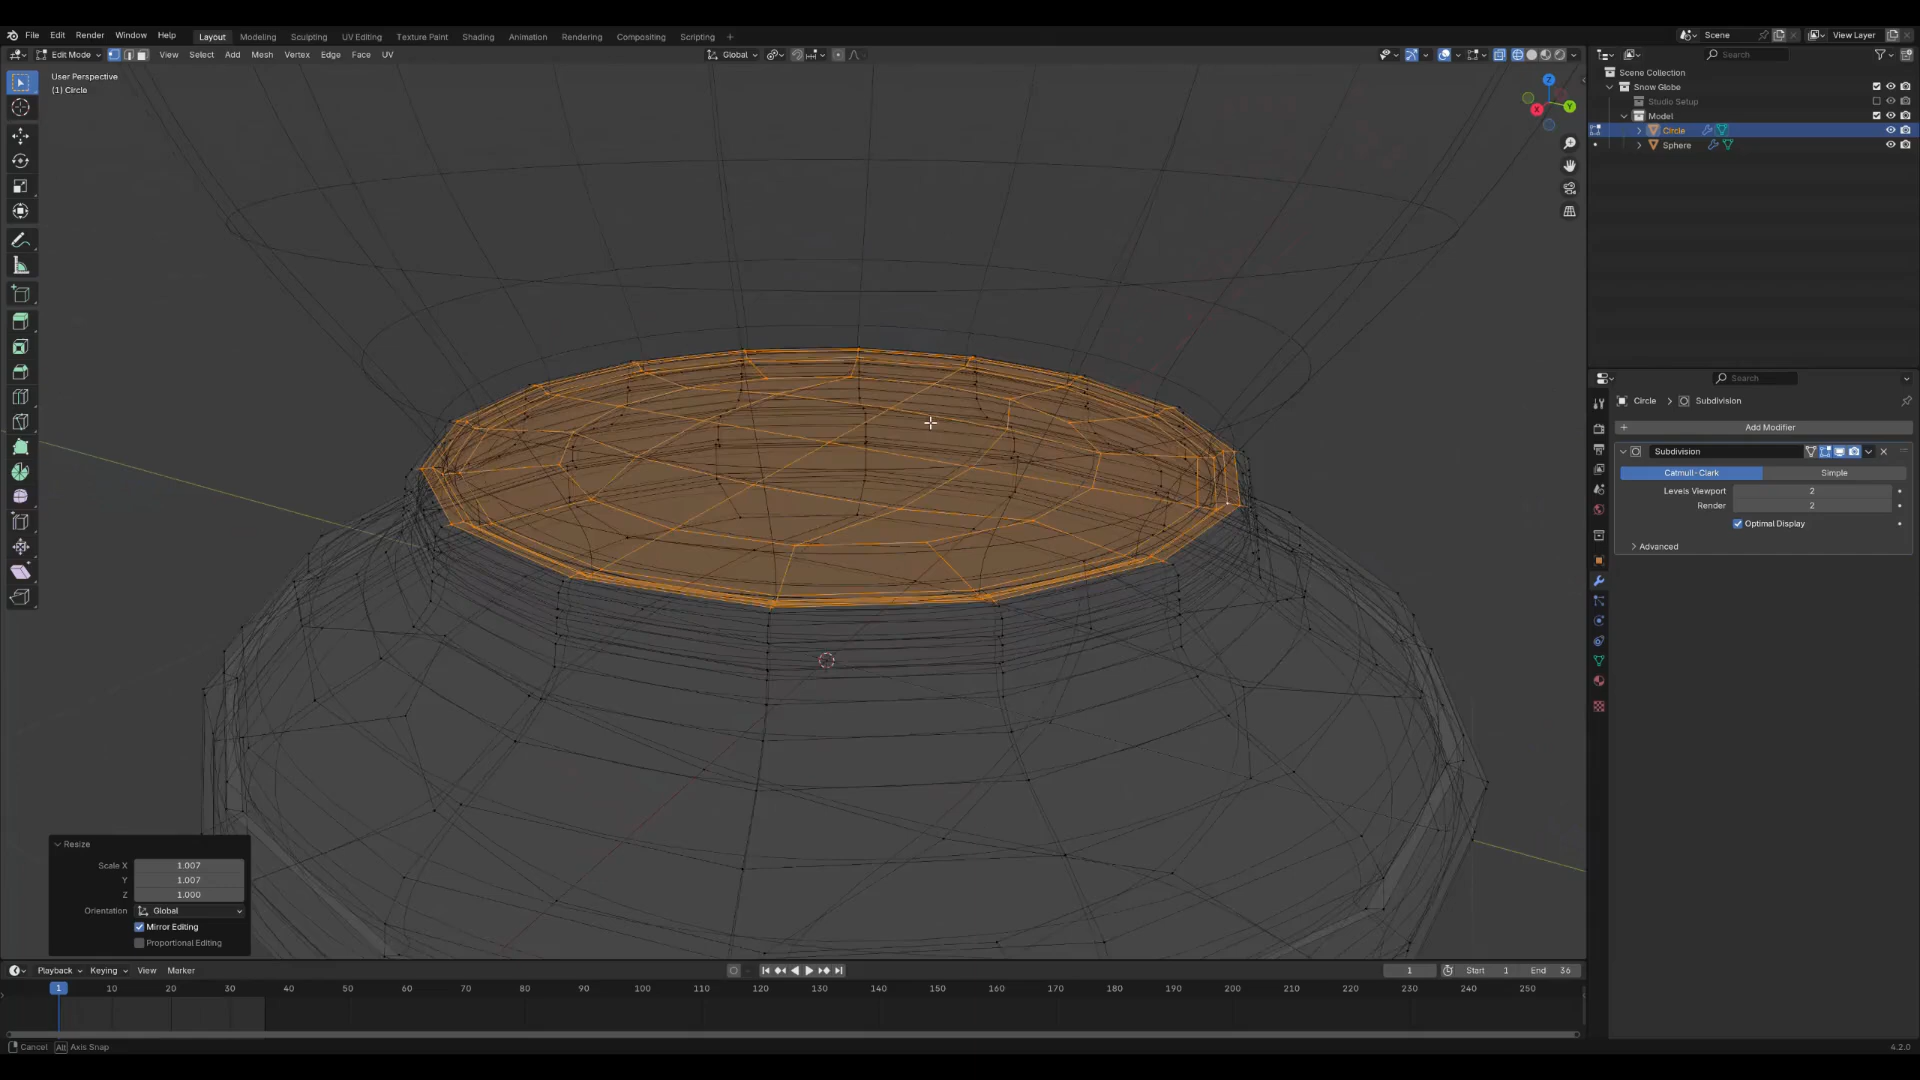 File Edit Render Window Help Layout Modeling Sculpting UV Editing Texture Paint Shading Animation Rendering Compositing Scripting + Scene View Layer
Edit Mode View Select Add Mesh Vertex Edge Face UV Global Search
User Perspective
(1) Circle
Scene Collection
Snow Globe
Studio Setup
Model
Circle
Sphere
Z
Y
X
Search
Circle > Subdivision
+ Add Modifier
Subdivision
Catmull-Clark Simple
Levels Viewport 2
Render 2
Optimal Display
Advanced
Resize
Scale X 1.007
Y 1.007
Z 1.000
Orientation Global
Mirror Editing
Proportional Editing
Playback Keying View Marker 1 Start 1 End 36
1 10 20 30 40 50 60 70 80 90 100 110 120 130 140 150 160 170 180 190 200 210 220 230 240 250
Cancel Alt Axis Snap 4.2.0